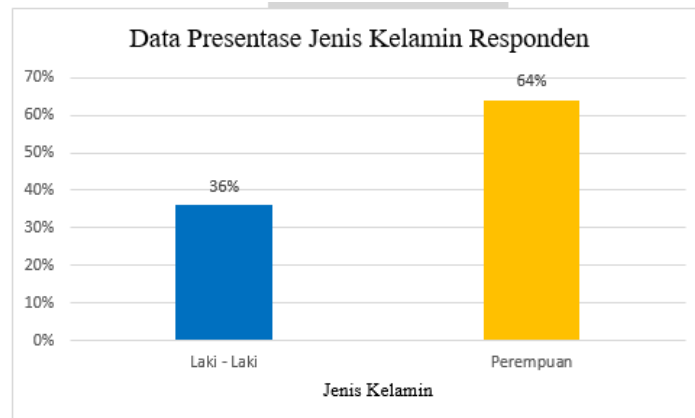 Data Presentase Jenis Kelamin Responden
70%
64%
60%
50%
40%
36%
30%
20%
10%
0%
Laki - Laki
Perempuan
Jenis Kelamin